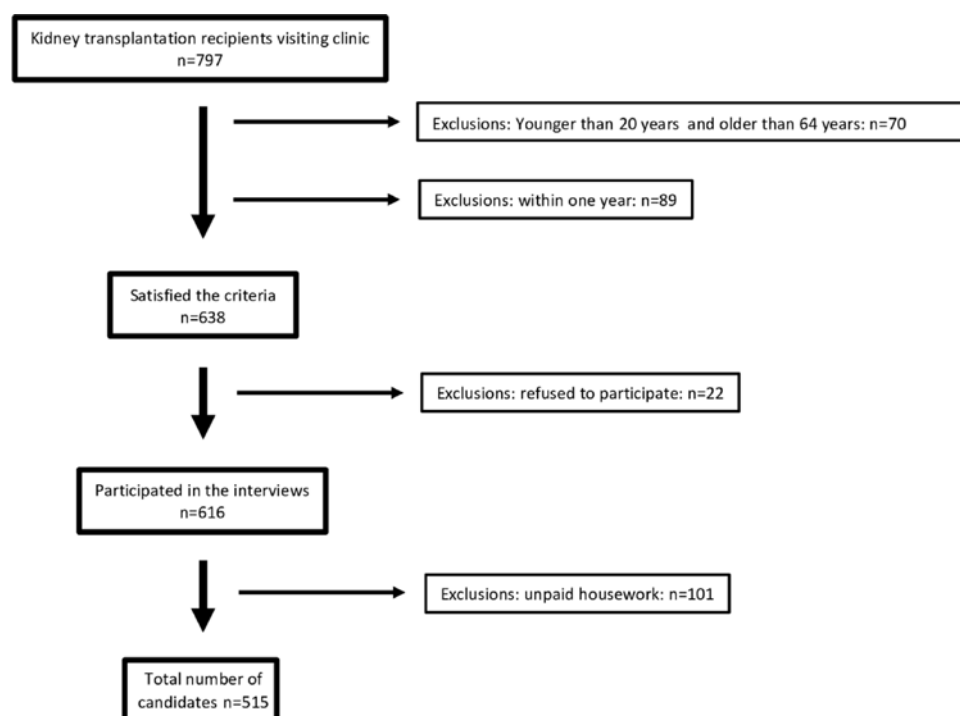 Kidney transplantation recipients visiting clinic
n=797
Exclusions: Younger than 20 years and older than 64 years: n=70
Exclusions: within one year: n=89
Satisfied the criteria
n=638
Exclusions: refused to participate: n=22
Participated in the interviews
n=616
Exclusions: unpaid housework: n=101
Total number of
candidates n=515